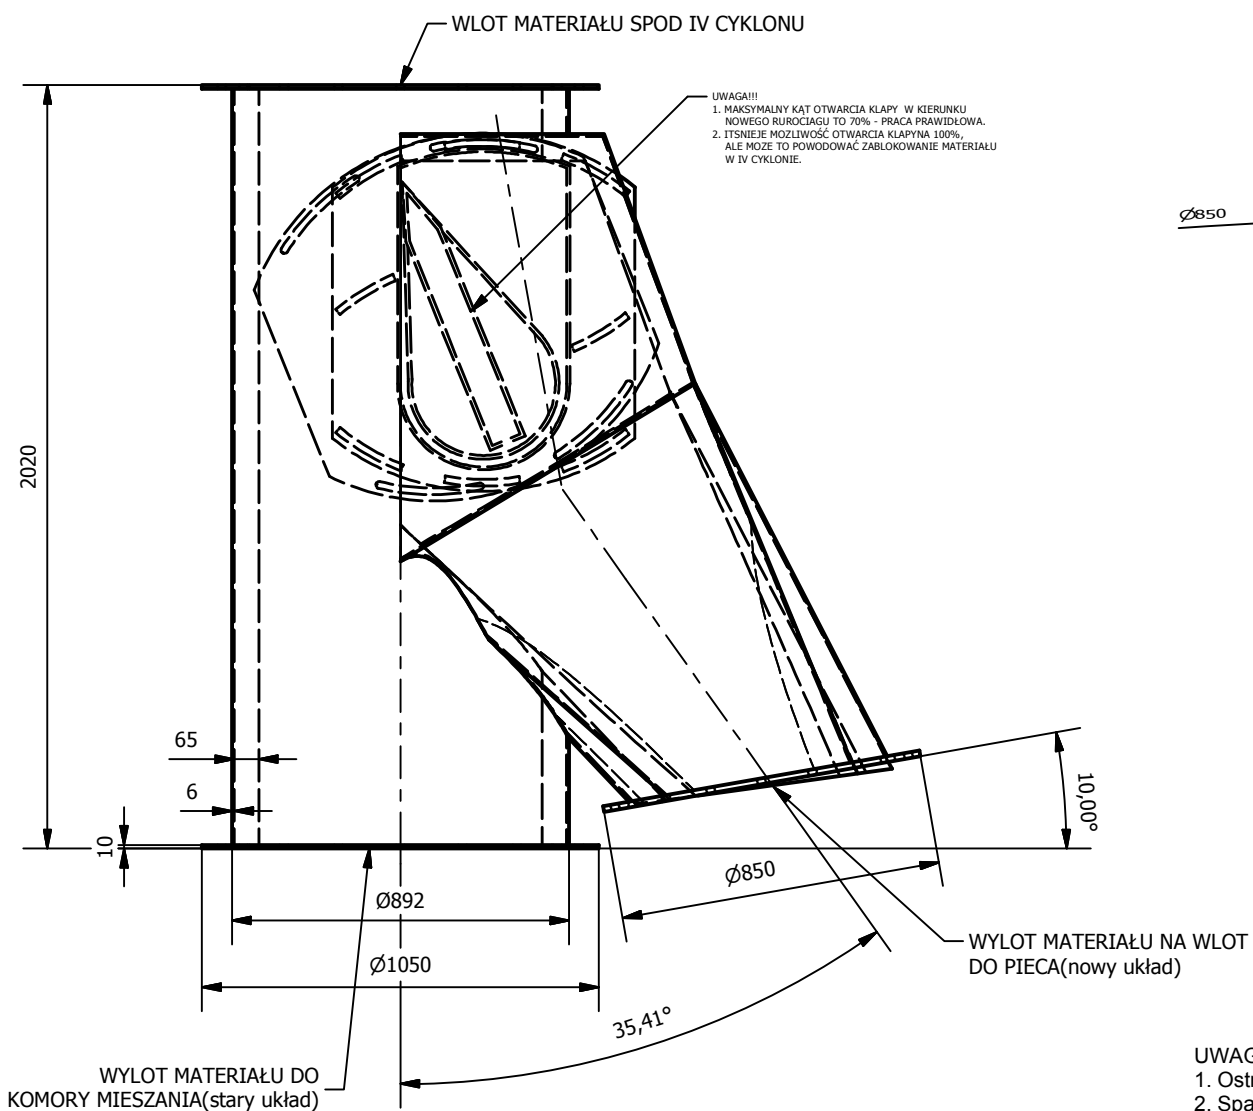 WLOT MATERIAŁU SPOD IV CYKLONU
UWAGA!!!
1. MAKSYMALNY KĄT OTWARCIA KLAPY W KIERUNKU
NOWEGO RUROCIAGU TO 70% - PRACA PRAWIDŁOWA.
2. ITSNIEJE MOZLIWOŚĆ OTWARCIA KLAPYNA 100%,
ALE MOZE TO POWODOWAĆ ZABLOKOWANIE MATERIAŁU
W IV CYKLONIE.
Ø850
2020
65
6
10
10,00°
Ø850
Ø892
Ø1050
35,41°
WYLOT MATERIAŁU NA WLOT
DO PIECA(nowy układ)
WYLOT MATERIAŁU DO
KOMORY MIESZANIA(stary układ)
UWAG
1. Ostr
2. Spa